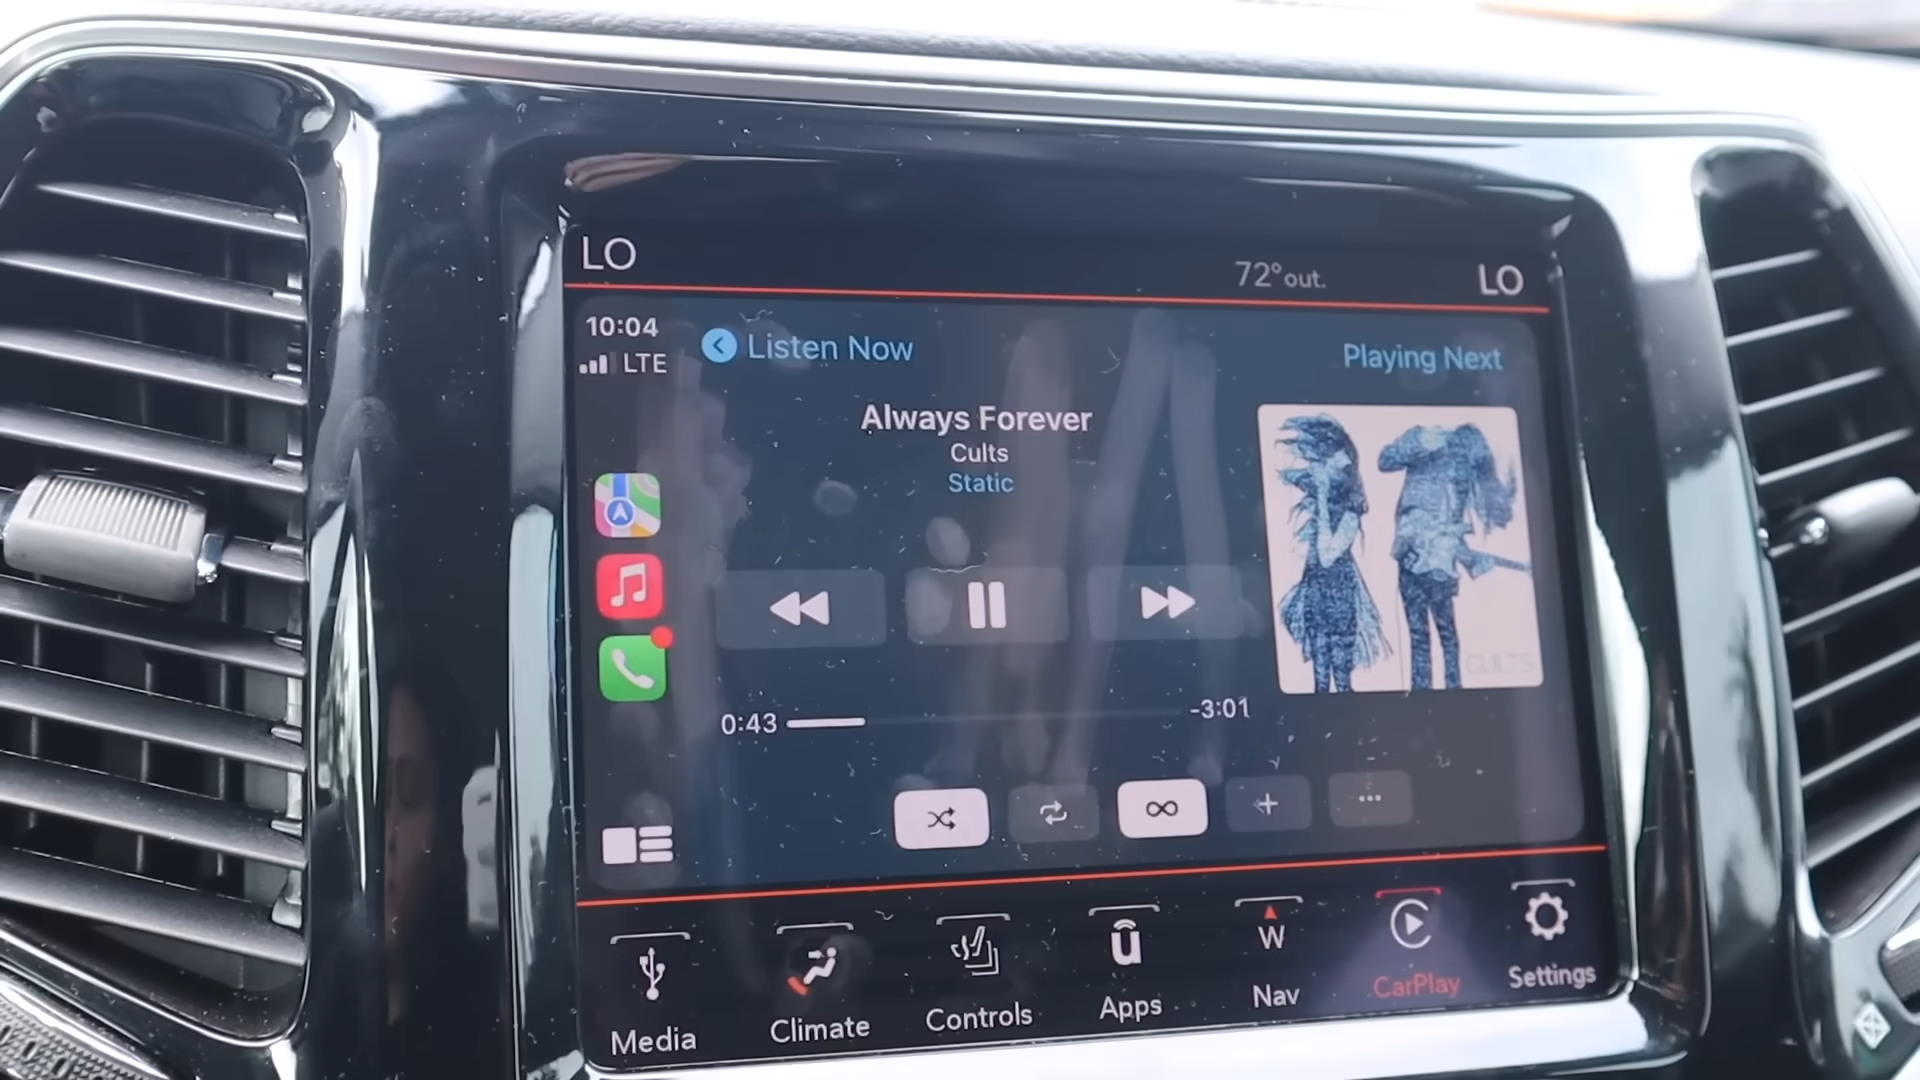 LO
72° out.
LO
10:04
LTE
Listen Now
Playing Next
Always Forever
Cults
Static
CULTS
0:43
-3:01
W
Media
Climate
Controls
Apps
Nav
CarPlay
Settings